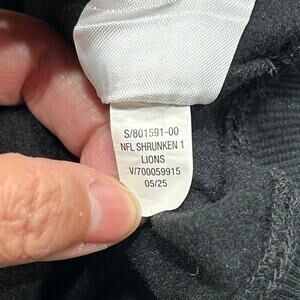 S/801591-00
NFL SHRUNKEN 1
LIONS
V/700059915
05/25